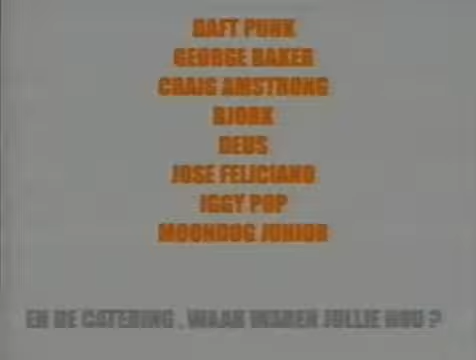 DAFT PUNK
GEORGE BAKER
CRAIG AMSTRONG
BJORK
DEUS
JOSE FELICIANO
IGGY POP
MOONDOG JUNIOR
EN DE CATERING . WAAR WAREN JULLIE NOU ?